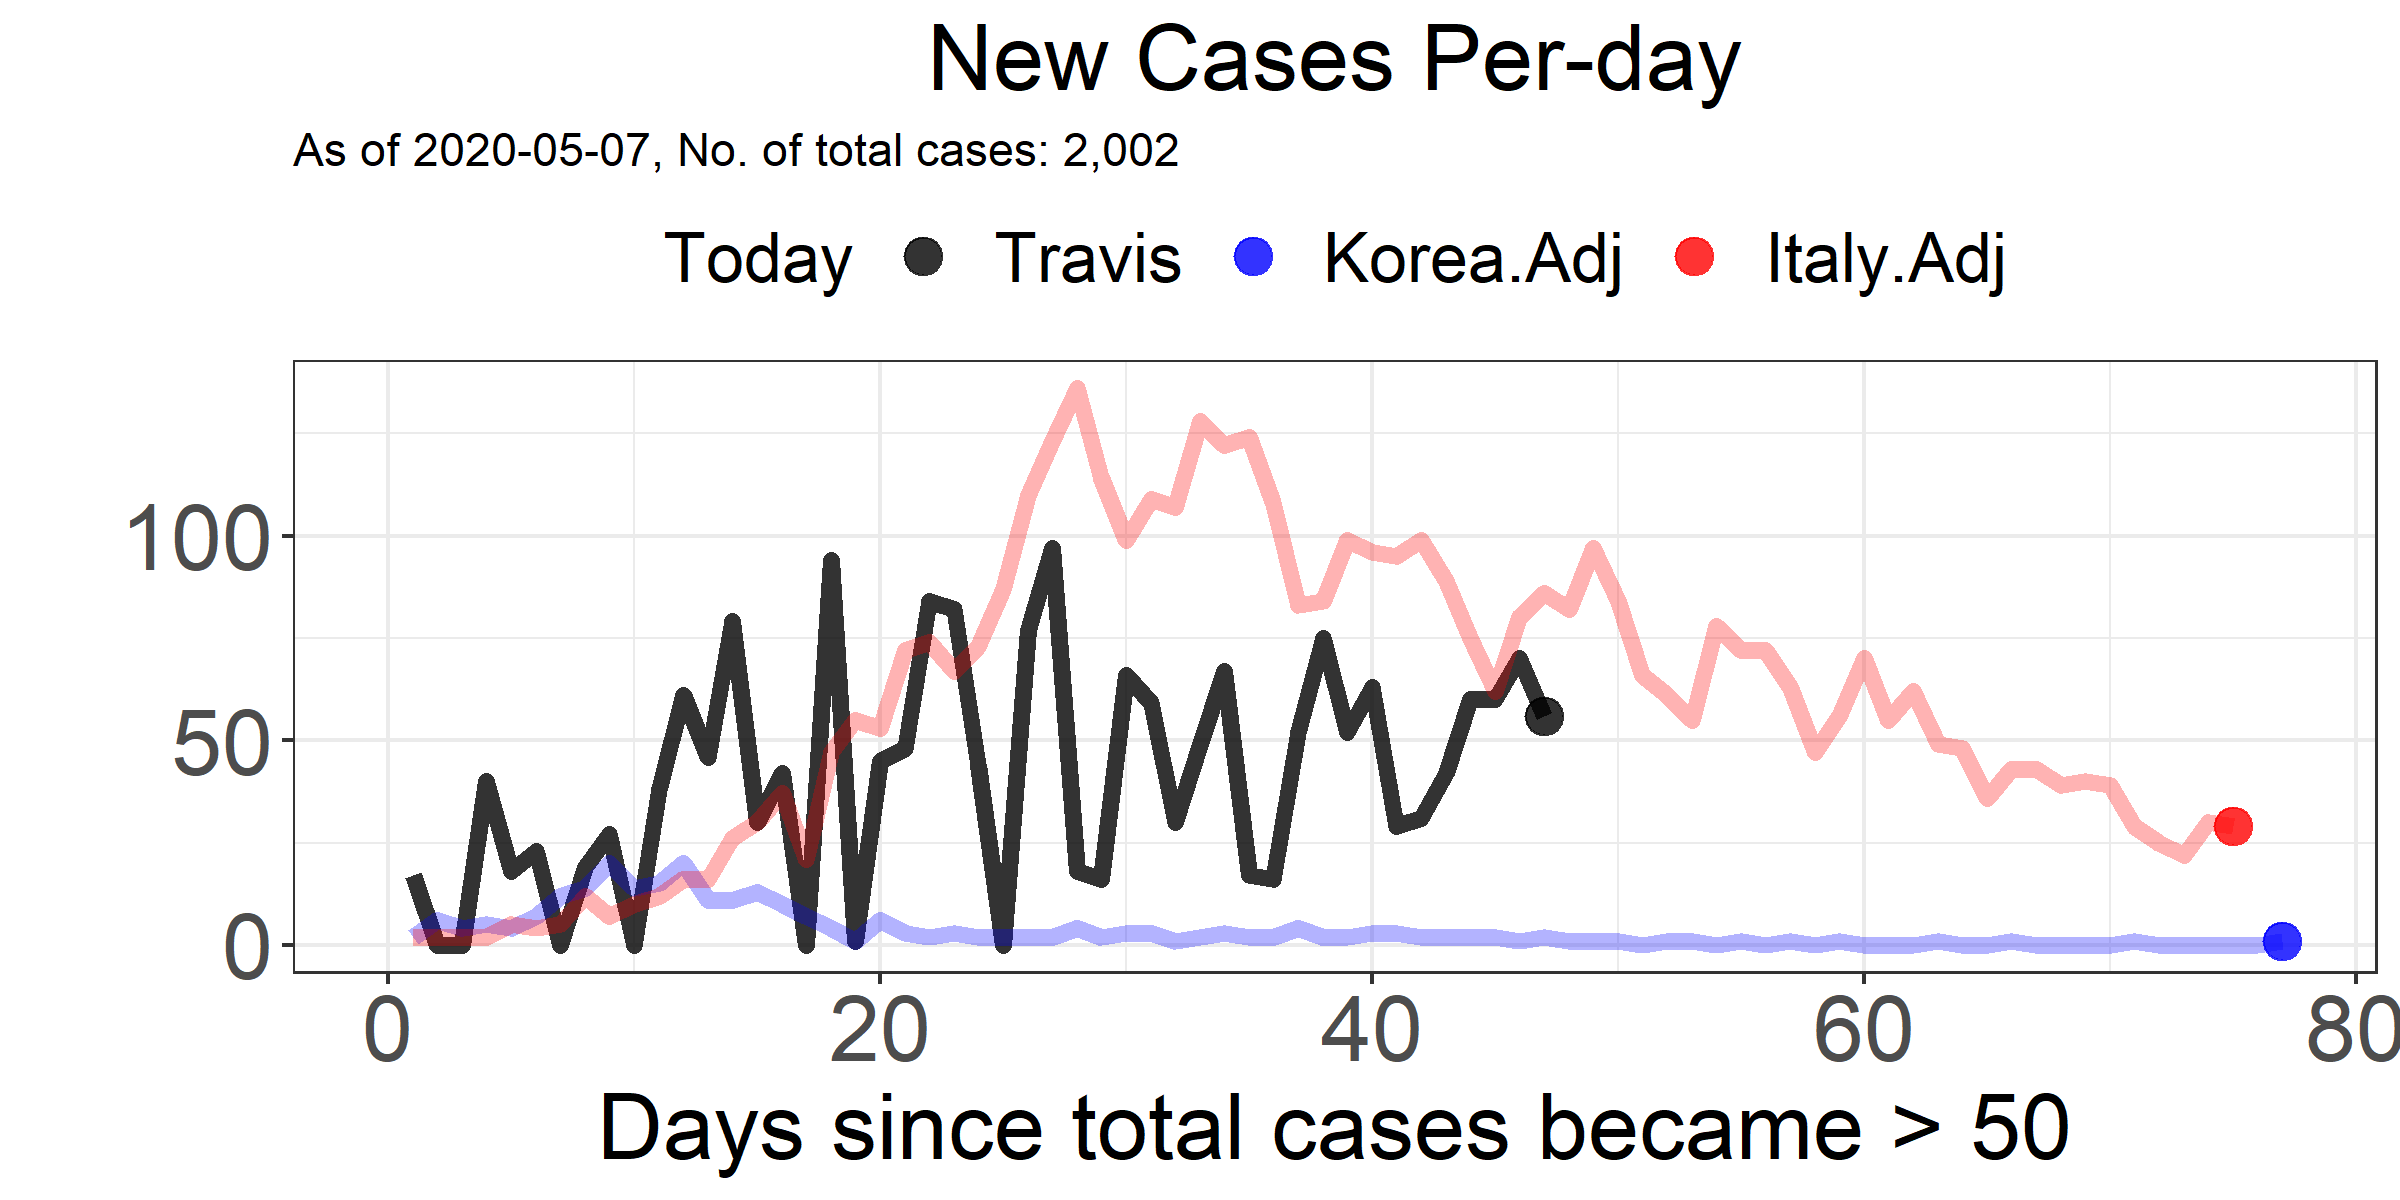 New Cases Per-day
As of 2020-05-07, No. of total cases: 2,002
Today Travis Korea.Adj Italy.Adj
100
50
0
0 20 40 60 80
Days since total cases became > 50